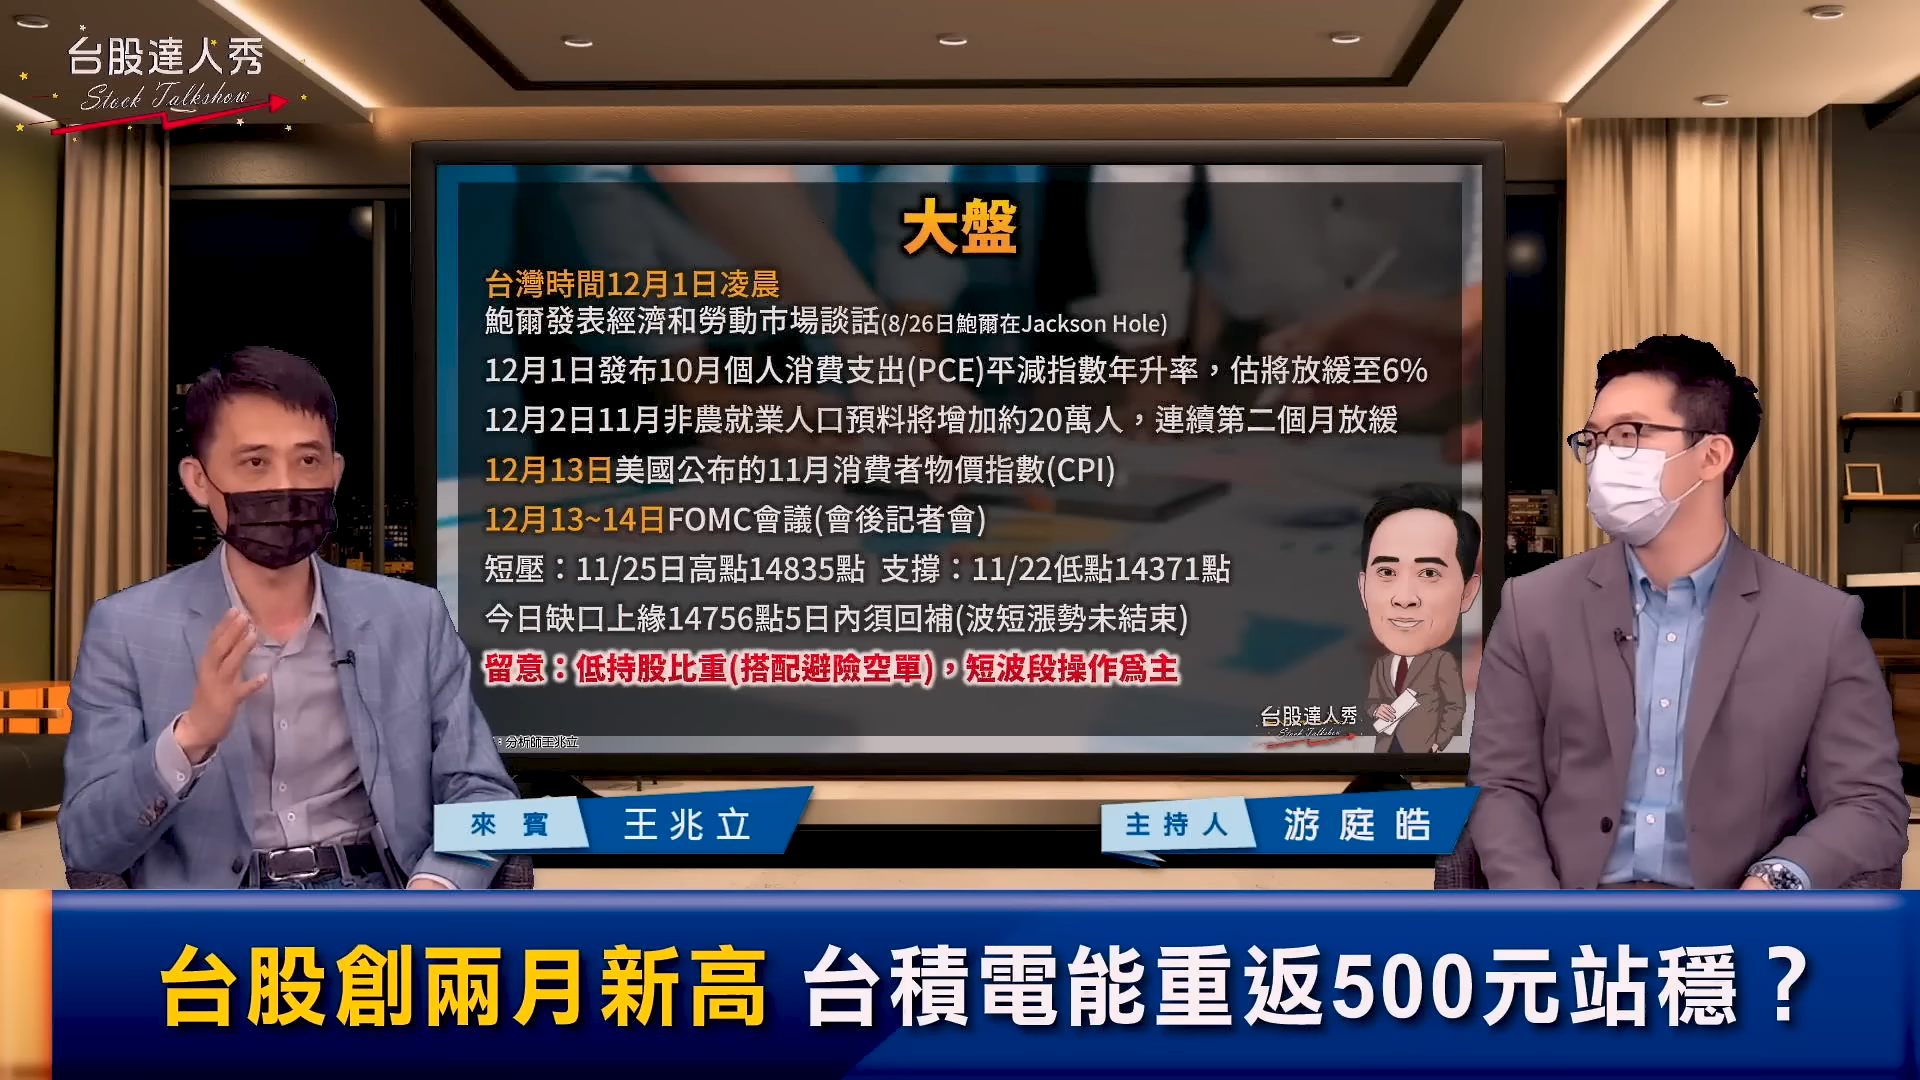 台股達人秀
Stock Talkshow
大盤
台灣時間12月1日凌晨
鮑爾發表經濟和勞動市場談話(8/26日鮑爾在Jackson Hole)
12月1日發布10月個人消費支出(PCE)平減指數年升率，估將放緩至6%
12月2日11月非農就業人口預料將增加約20萬人，連續第二個月放緩
12月13日美國公布的11月消費者物價指數(CPI)
12月13~14日FOMC會議(會後記者會)
短壓：11/25日高點14835點 支撐：11/22低點14371點
今日缺口上緣14756點5日內須回補(波短漲勢未結束)
留意：低持股比重(搭配避險空單)，短波段操作爲主
台股達人秀
Stock Talkshow
：分析師王兆立
來賓 王兆立
主持人 游庭皓
台股創兩月新高 台積電能重返500元站穩？